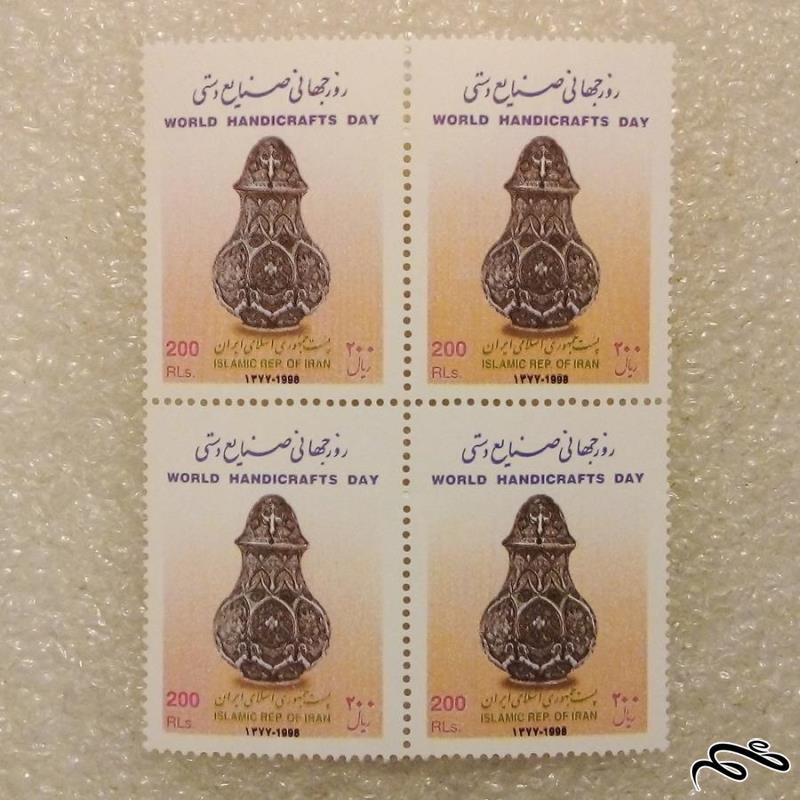 روز جهانی صنایع دستی
WORLD HANDICRAFTS DAY
200 پست جمهوری اسلامی ایران ۲۰۰
RLs. ISLAMIC REP. OF IRAN ریال
۱۳۷۷-1998
روز جهانی صنایع دستی
WORLD HANDICRAFTS DAY
200 پست جمهوری اسلامی ایران ۲۰۰
RLs. ISLAMIC REP. OF IRAN ریال
۱۳۷۷-1998
روز جهانی صنایع دستی
WORLD HANDICRAFTS DAY
200 پست جمهوری اسلامی ایران ۲۰۰
RLs. ISLAMIC REP. OF IRAN ریال
۱۳۷۷-1998
روز جهانی صنایع دستی
WORLD HANDICRAFTS DAY
200 پست جمهوری اسلامی ایران ۲۰۰
RLs. ISLAMIC REP. OF IRAN ریال
۱۳۷۷-1998